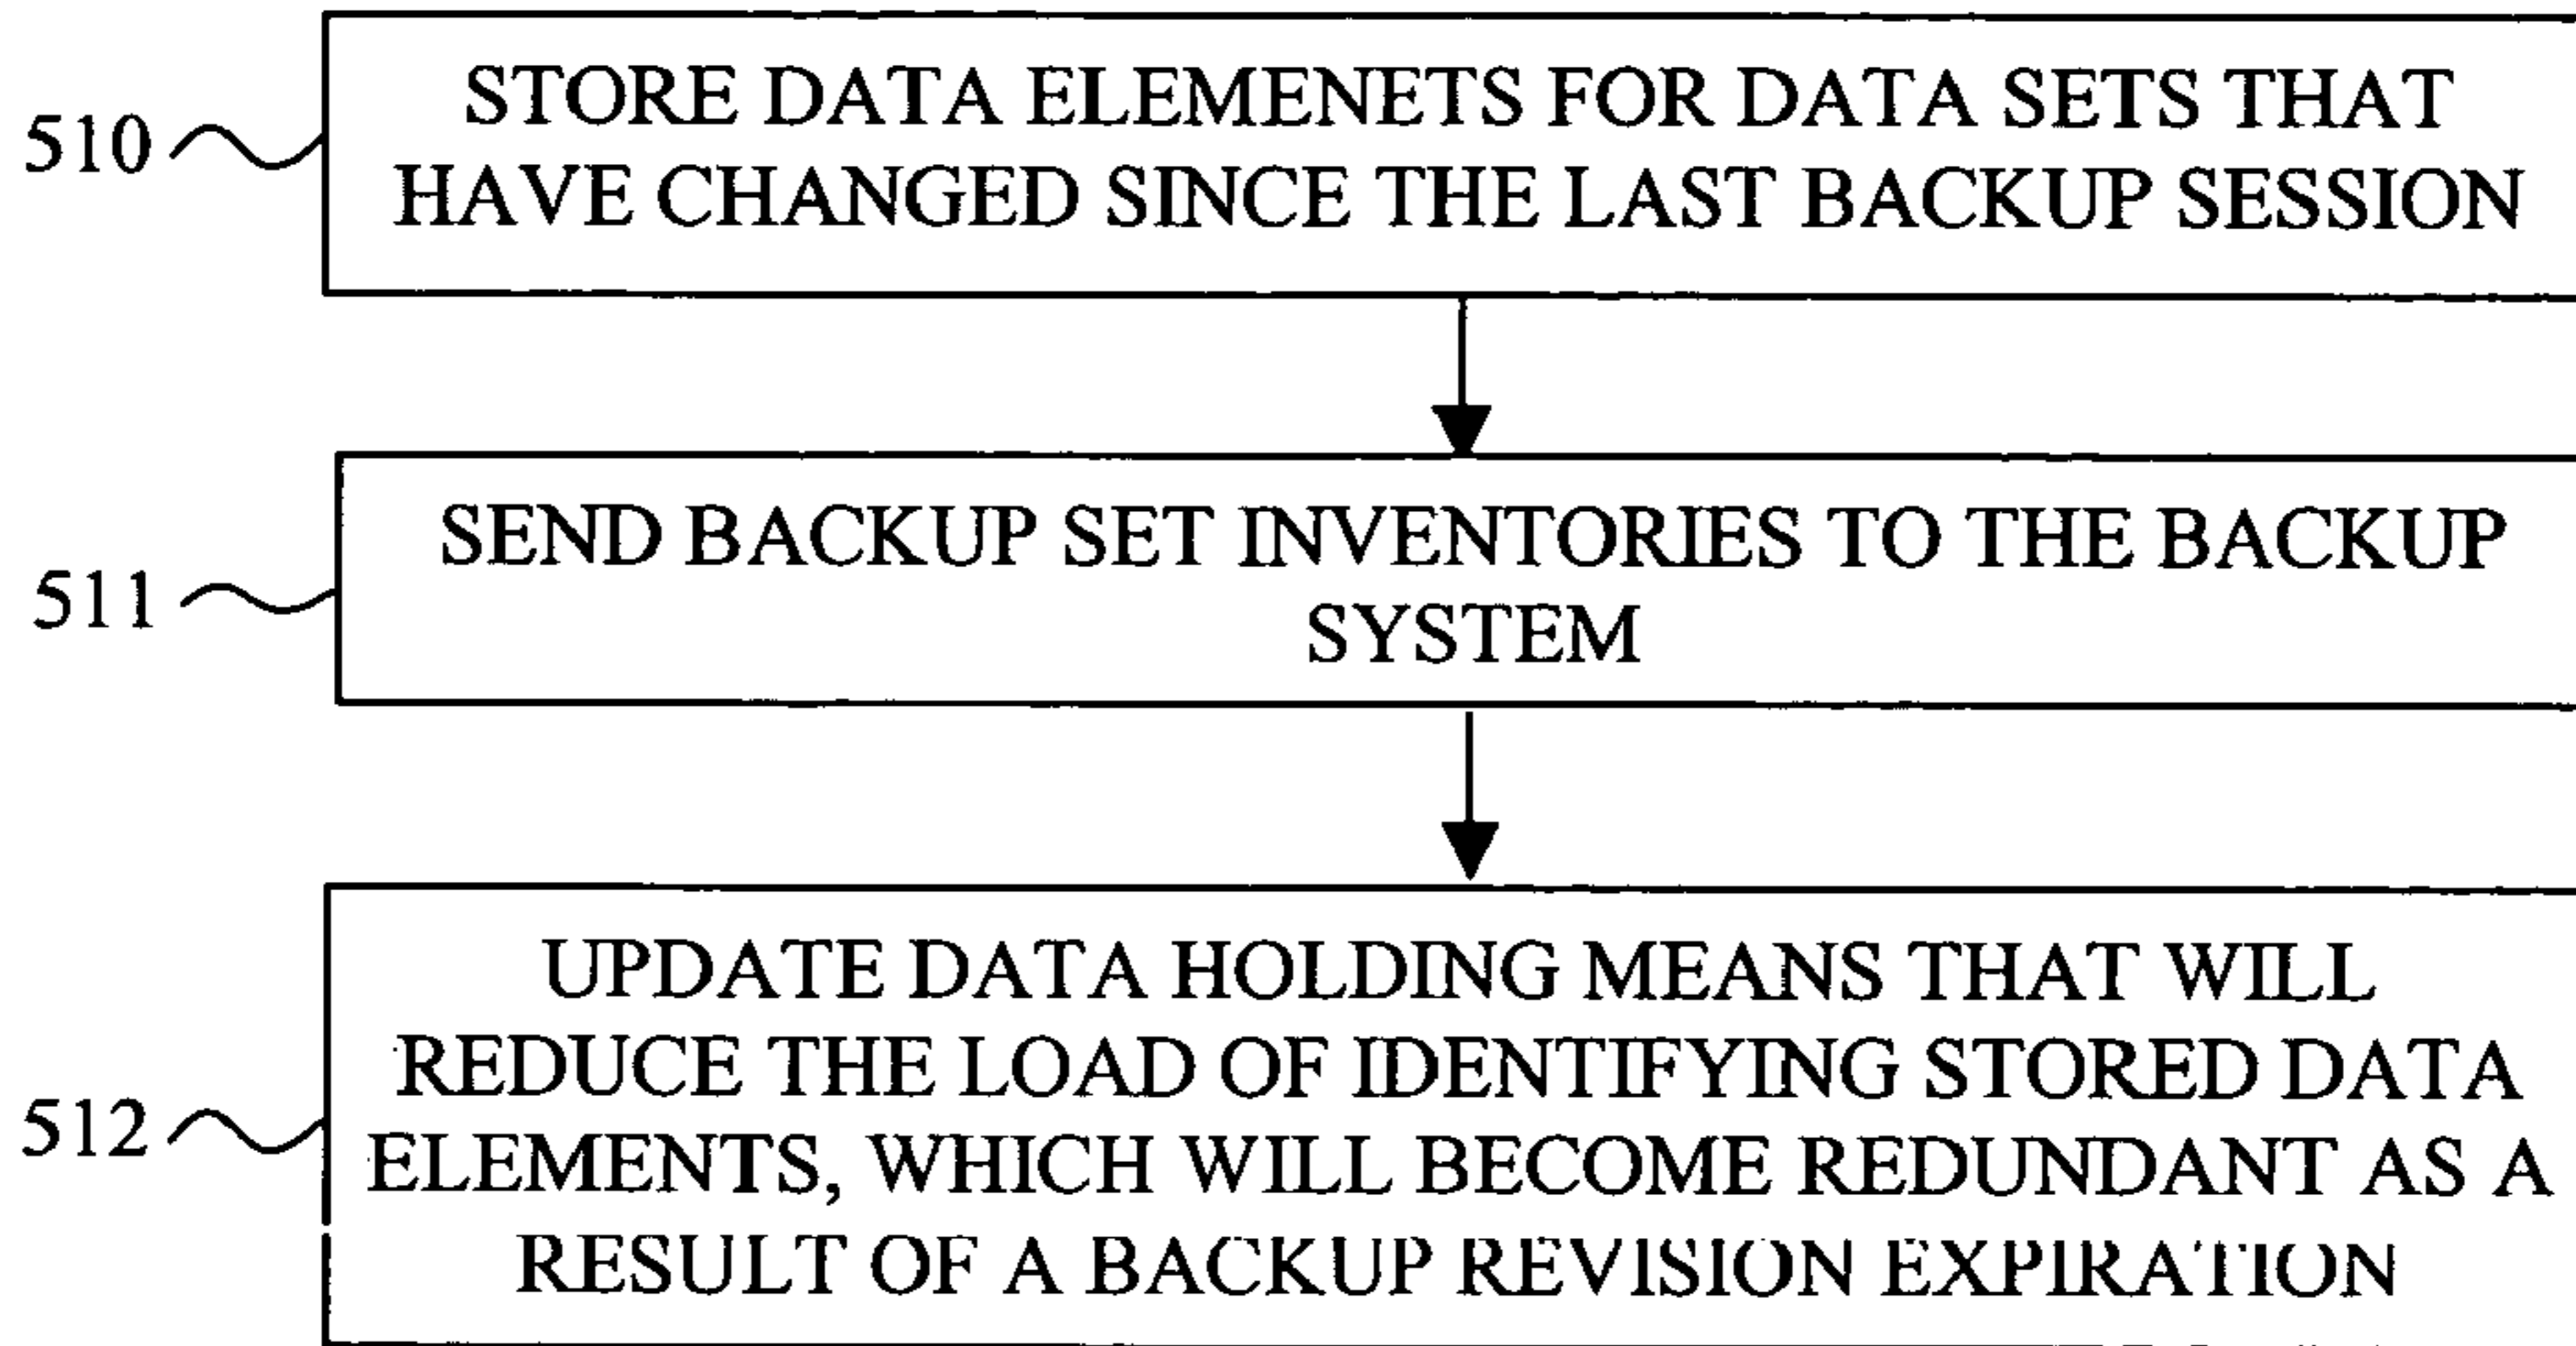 510
STORE DATA ELEMENETS FOR DATA SETS THAT
HAVE CHANGED SINCE THE LAST BACKUP SESSION
511
SEND BACKUP SET INVENTORIES TO THE BACKUP
SYSTEM
512
UPDATE DATA HOLDING MEANS THAT WILL
REDUCE THE LOAD OF IDENTIFYING STORED DATA
ELEMENTS, WHICH WILL BECOME REDUNDANT AS A
RESULT OF A BACKUP REVISION EXPIRATION